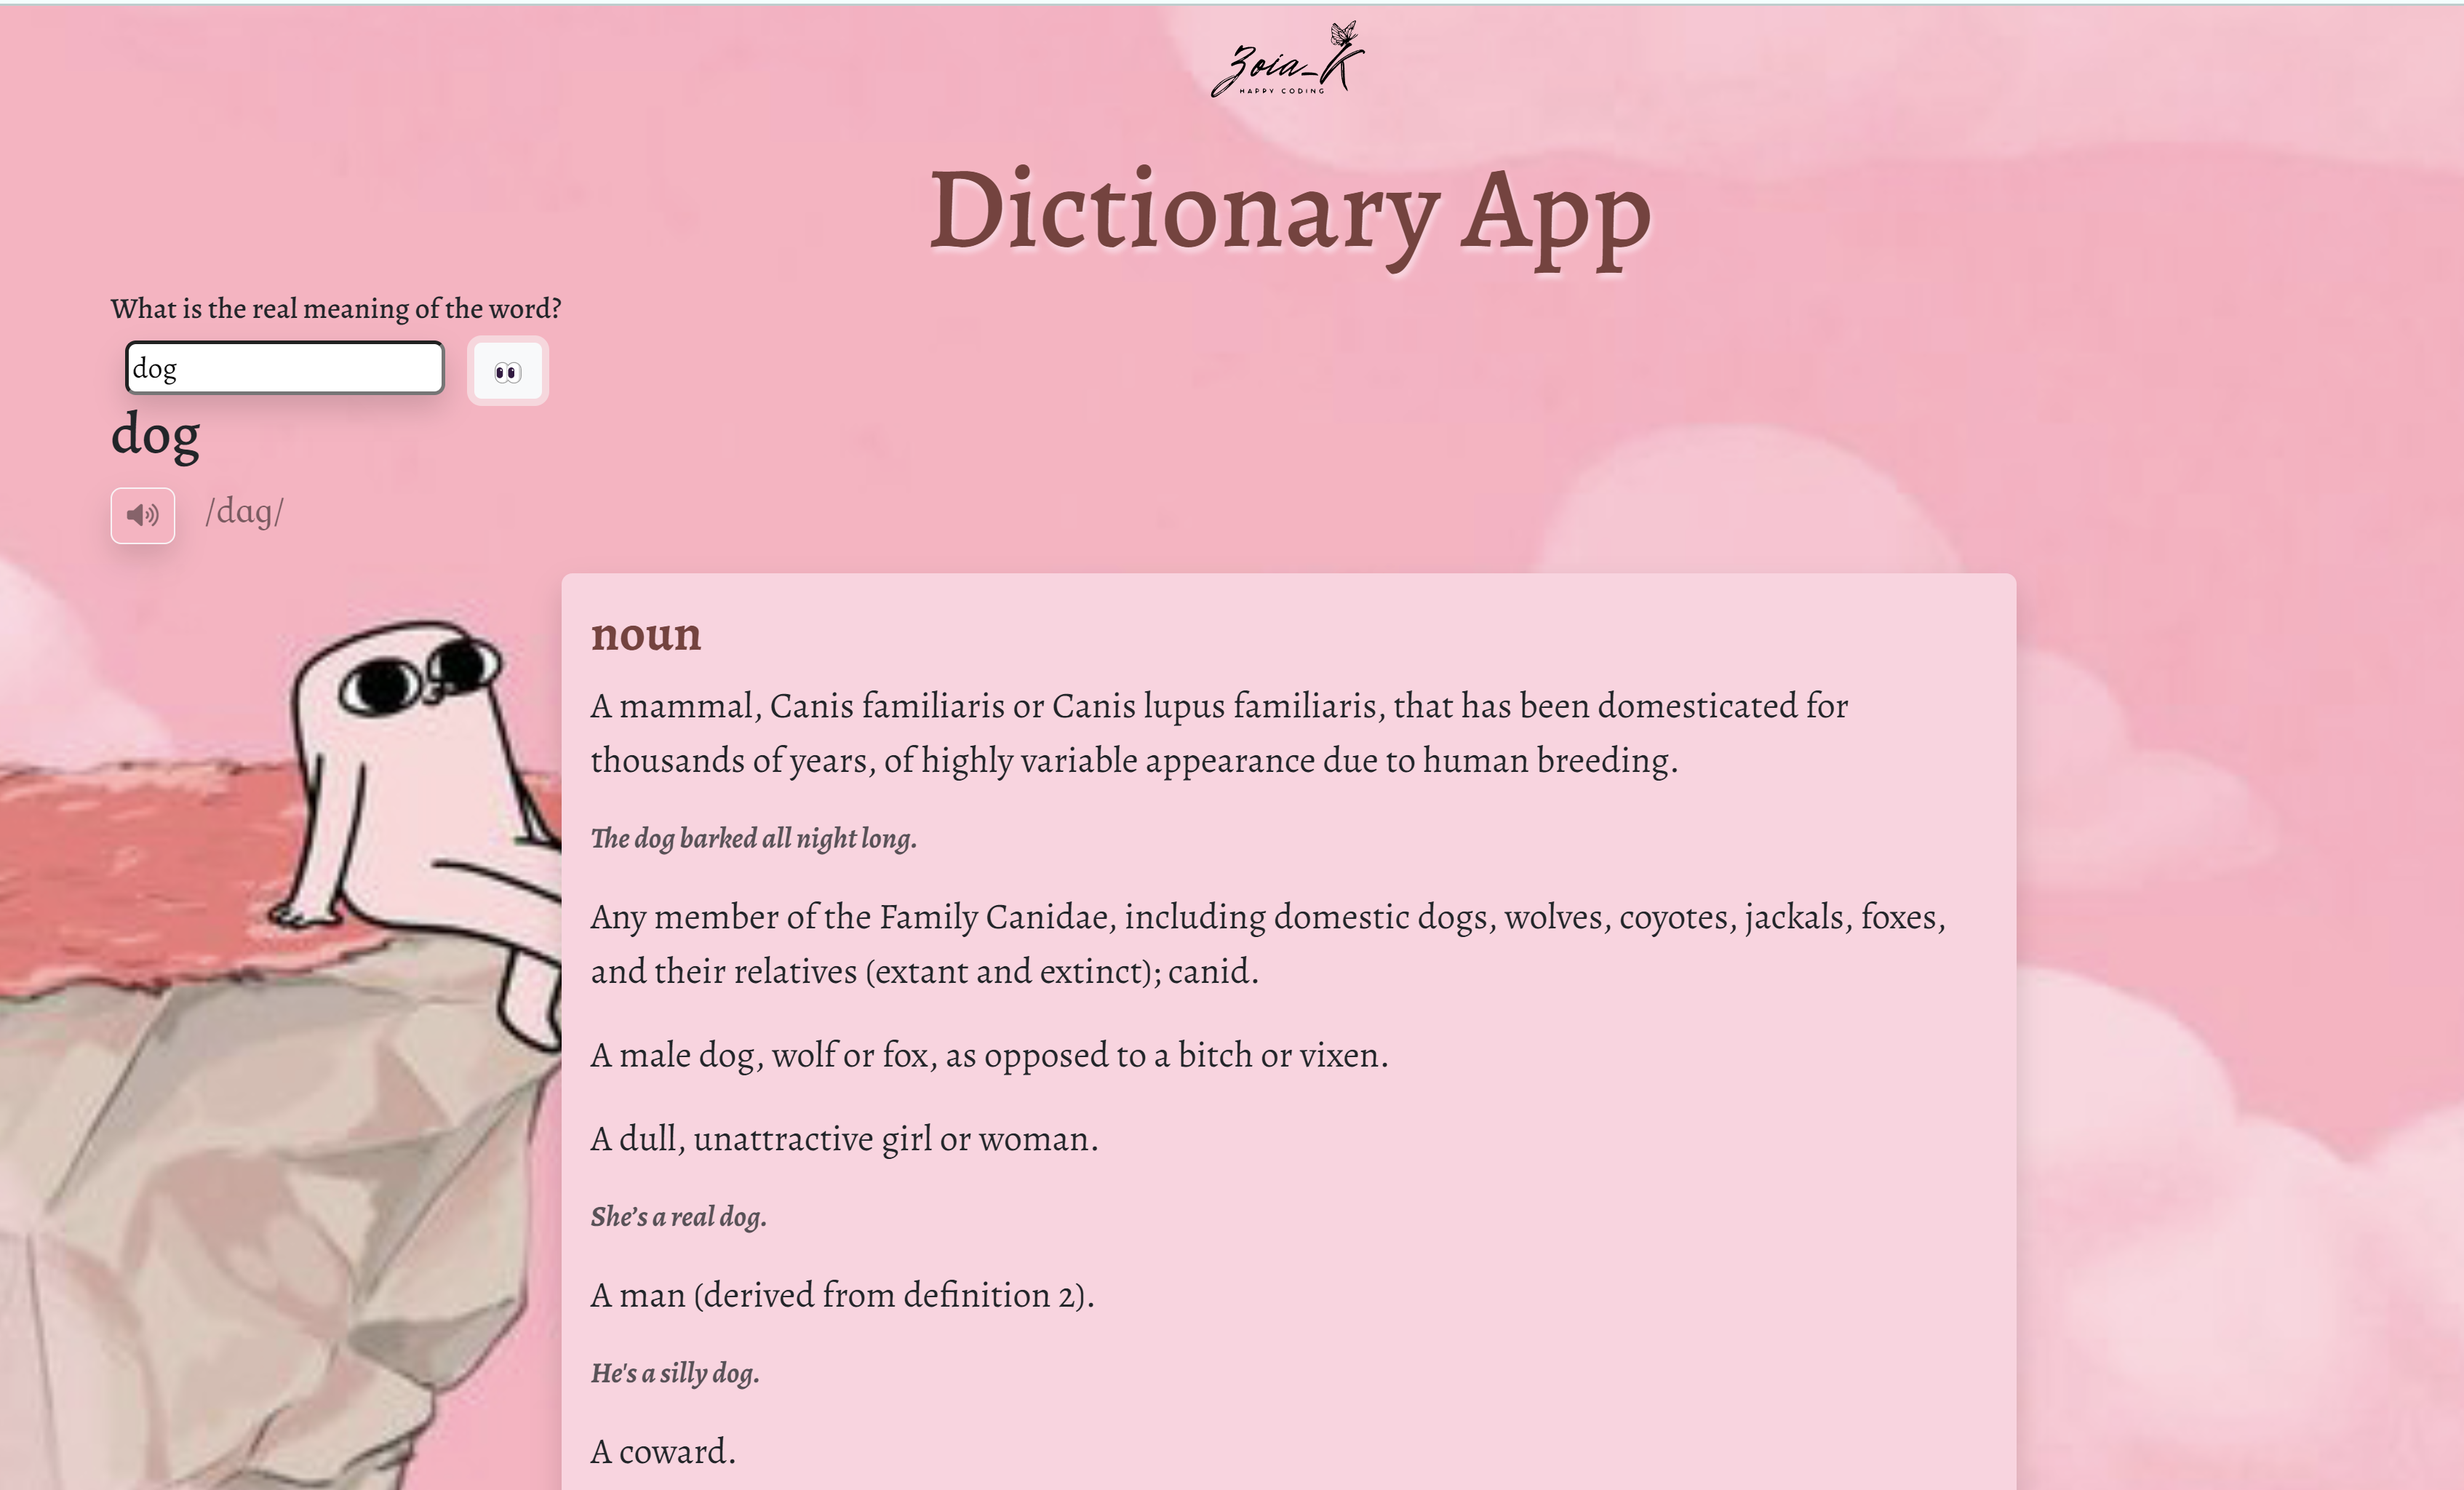 Zoia_K
HAPPY CODING
Dictionary App
What is the real meaning of the word?
dog
dog
/dɑɡ/
noun
A mammal, Canis familiaris or Canis lupus familiaris, that has been domesticated for
thousands of years, of highly variable appearance due to human breeding.
The dog barked all night long.
Any member of the Family Canidae, including domestic dogs, wolves, coyotes, jackals, foxes,
and their relatives (extant and extinct); canid.
A male dog, wolf or fox, as opposed to a bitch or vixen.
A dull, unattractive girl or woman.
She’s a real dog.
A man (derived from definition 2).
He's a silly dog.
A coward.